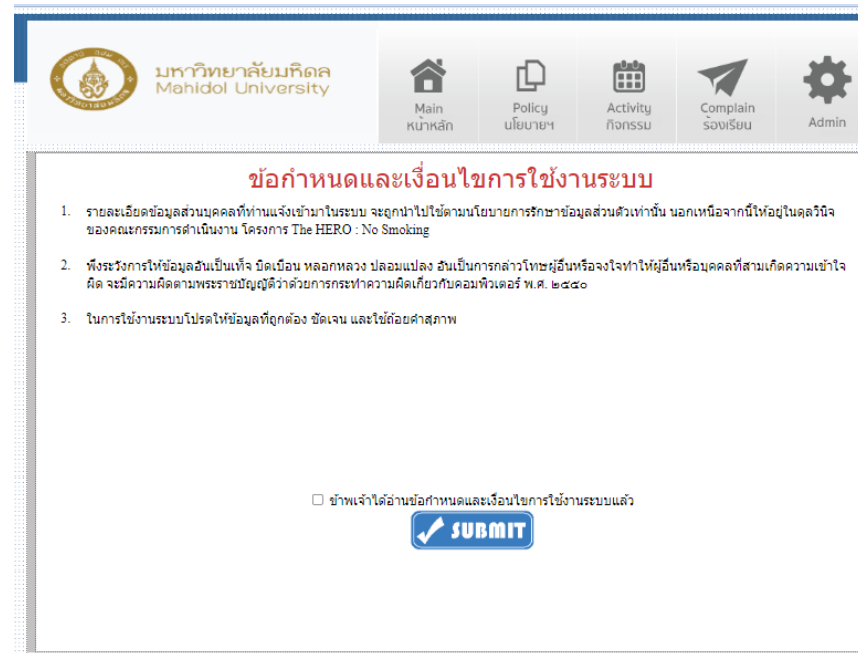 มหาวิทยาลัยมหิดล
Mahidol University
Main
หน้าหลัก
Policy
นโยบายฯ
Activity
กิจกรรม
Complain
ร้องเรียน
Admin
ข้อกำหนดและเงื่อนไขการใช้งานระบบ
1. รายละเอียดข้อมูลส่วนบุคคลที่ท่านแจ้งเข้ามาในระบบ จะถูกนำไปใช้ตามนโยบายการรักษาข้อมูลส่วนตัวเท่านั้น นอกเหนือจากนี้ให้อยู่ในดุลวินิจ
ของคณะกรรมการดำเนินงาน โครงการ The HERO : No Smoking
2. พึงระวังการให้ข้อมูลอันเป็นเท็จ บิดเบือน หลอกหลวง ปลอมแปลง อันเป็นการกล่าวโทษผู้อื่นหรือจงใจทำให้ผู้อื่นหรือบุคคลที่สามเกิดความเข้าใจ
ผิด จะมีความผิดตามพระราชบัญญัติว่าด้วยการกระทำความผิดเกี่ยวกับคอมพิวเตอร์ พ.ศ. ๒๕๕๐
3. ในการใช้งานระบบโปรดให้ข้อมูลที่ถูกต้อง ชัดเจน และใช้ถ้อยคำสุภาพ
ข้าพเจ้าได้อ่านข้อกำหนดและเงื่อนไขการใช้งานระบบแล้ว
SUBMIT